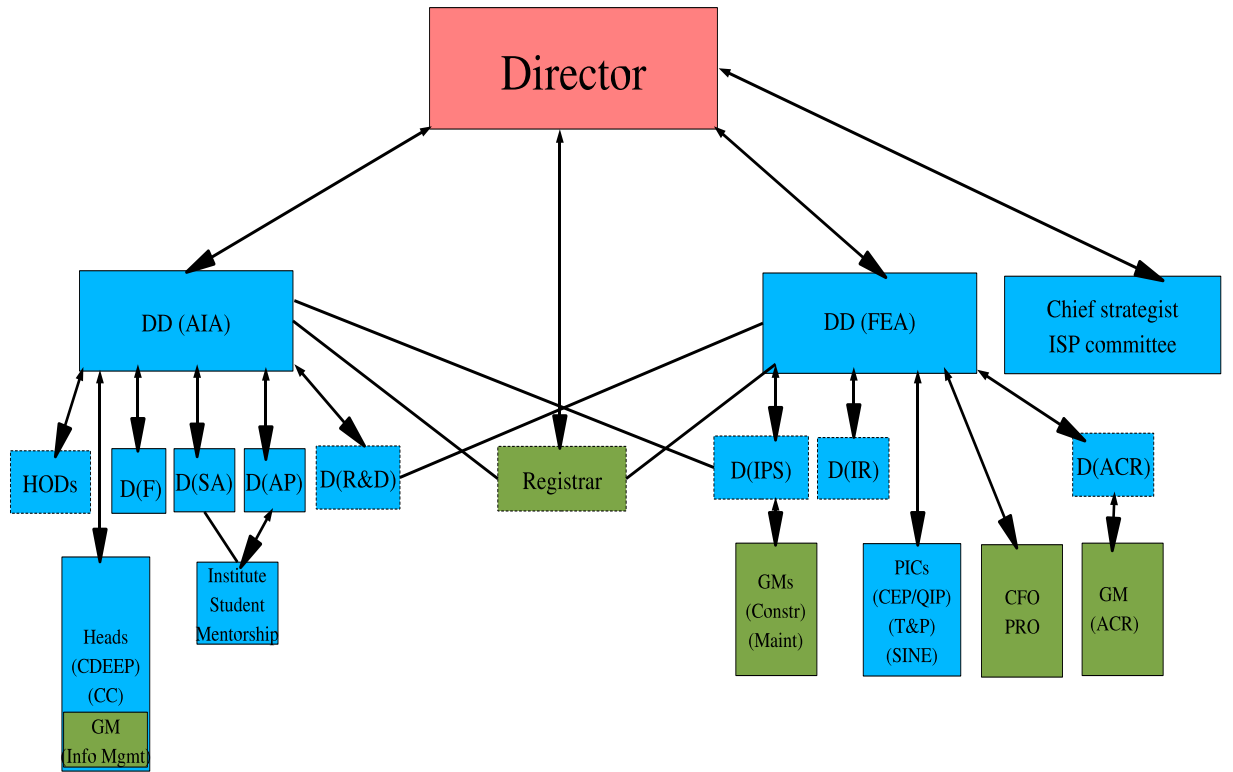 Director
DD (AIA)
DD (FEA)
Chief strategist
ISP committee
HODs
D(F)
D(SA)
D(AP)
D(R&D)
Registrar
D(IPS)
D(IR)
D(ACR)
Heads
(CDEEP)
(CC)
GM
(Info Mgmt)
Institute
Student
Mentorship
GMs
(Constr)
(Maint)
PICs
(CEP/QIP)
(T&P)
(SINE)
CFO
PRO
GM
(ACR)